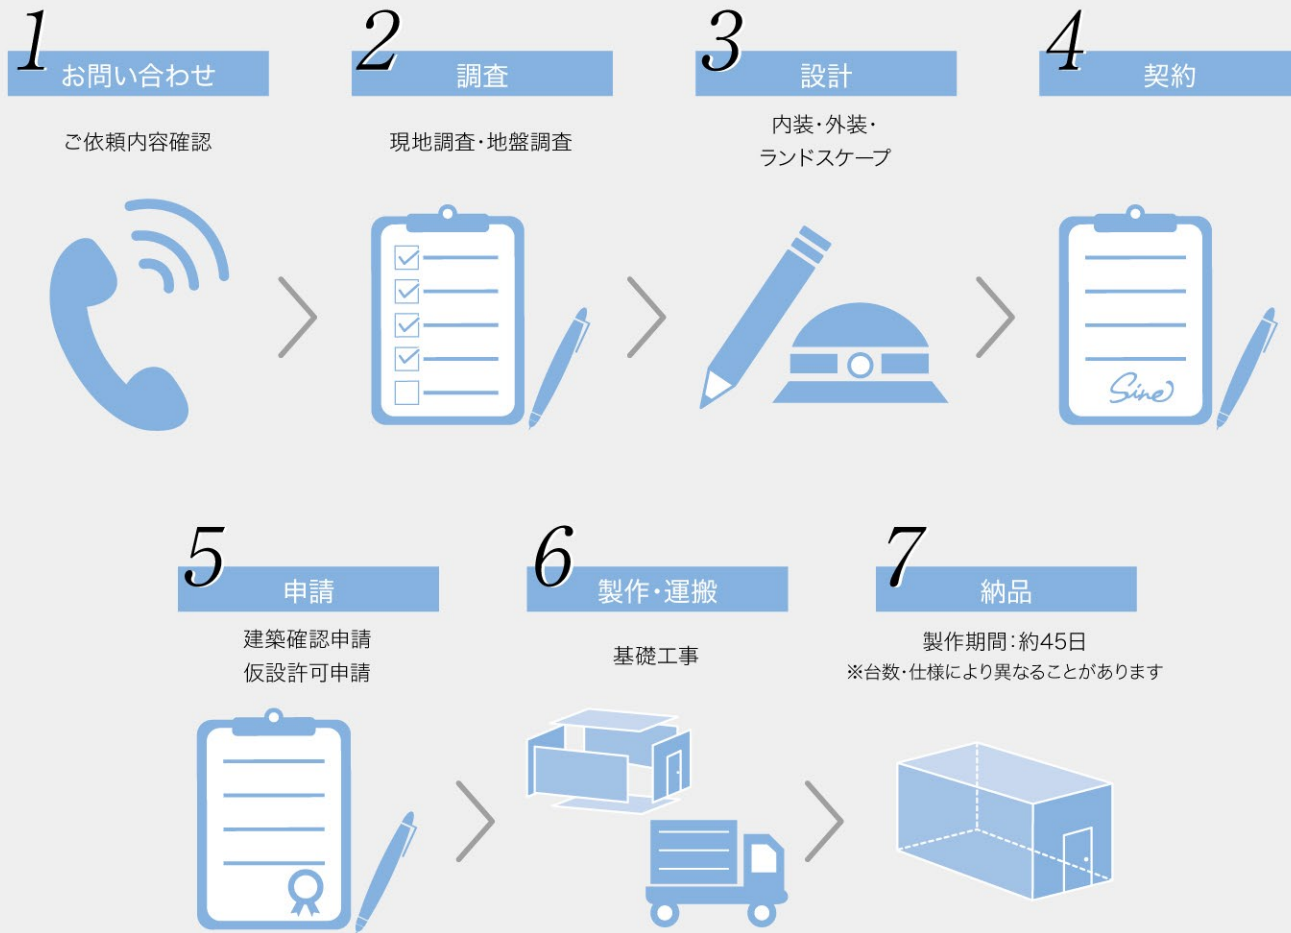 1
お問い合わせ
ご依頼内容確認
2
調査
現地調査・地盤調査
3
設計
内装・外装・
ランドスケープ
4
契約
Sine
5
申請
建築確認申請
仮設許可申請
6
製作・運搬
基礎工事
7
納品
製作期間：約45日
※台数・仕様により異なることがあります